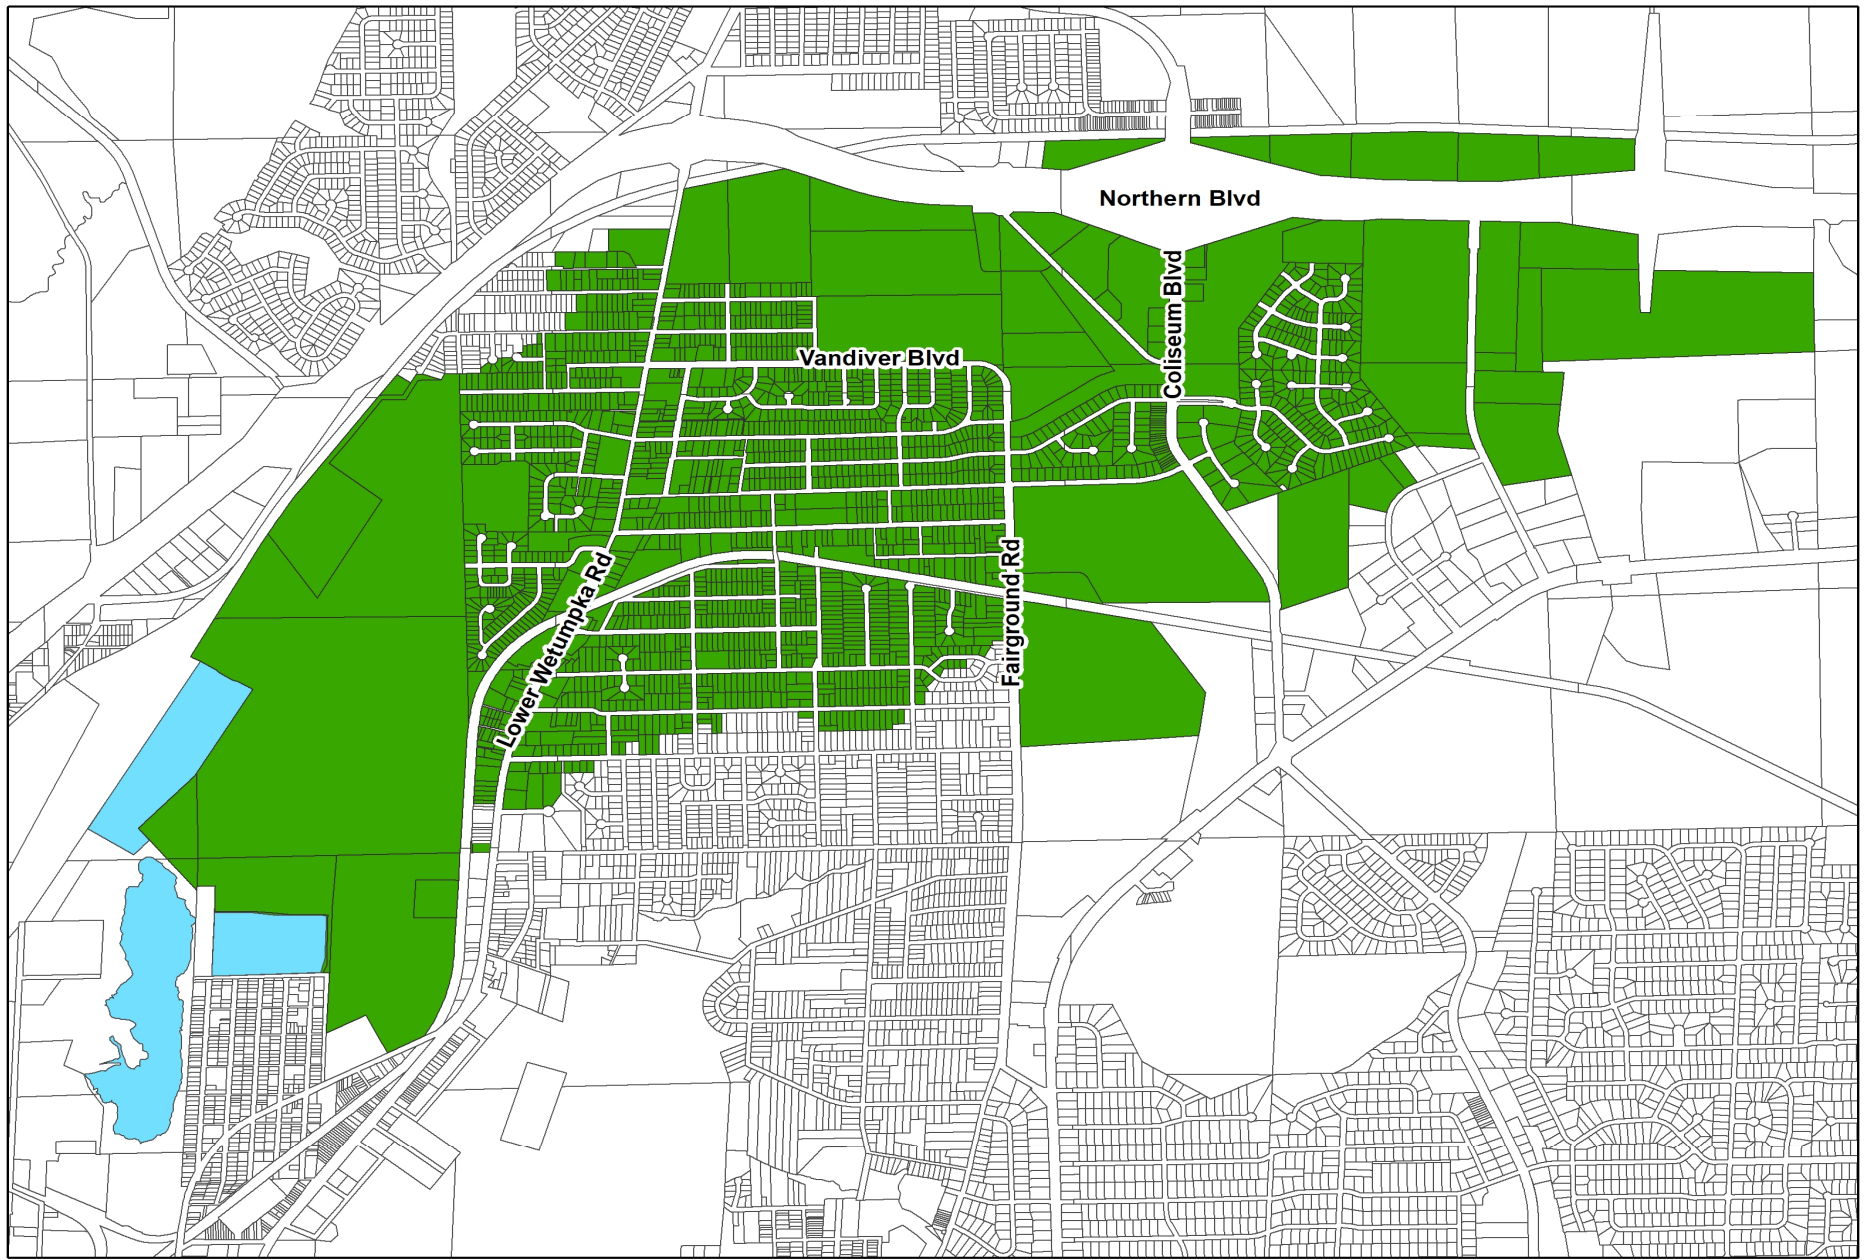 Northern Blvd
Coliseum Blvd
Vandiver Blvd
Fairground Rd
Lower Wetumpka Rd